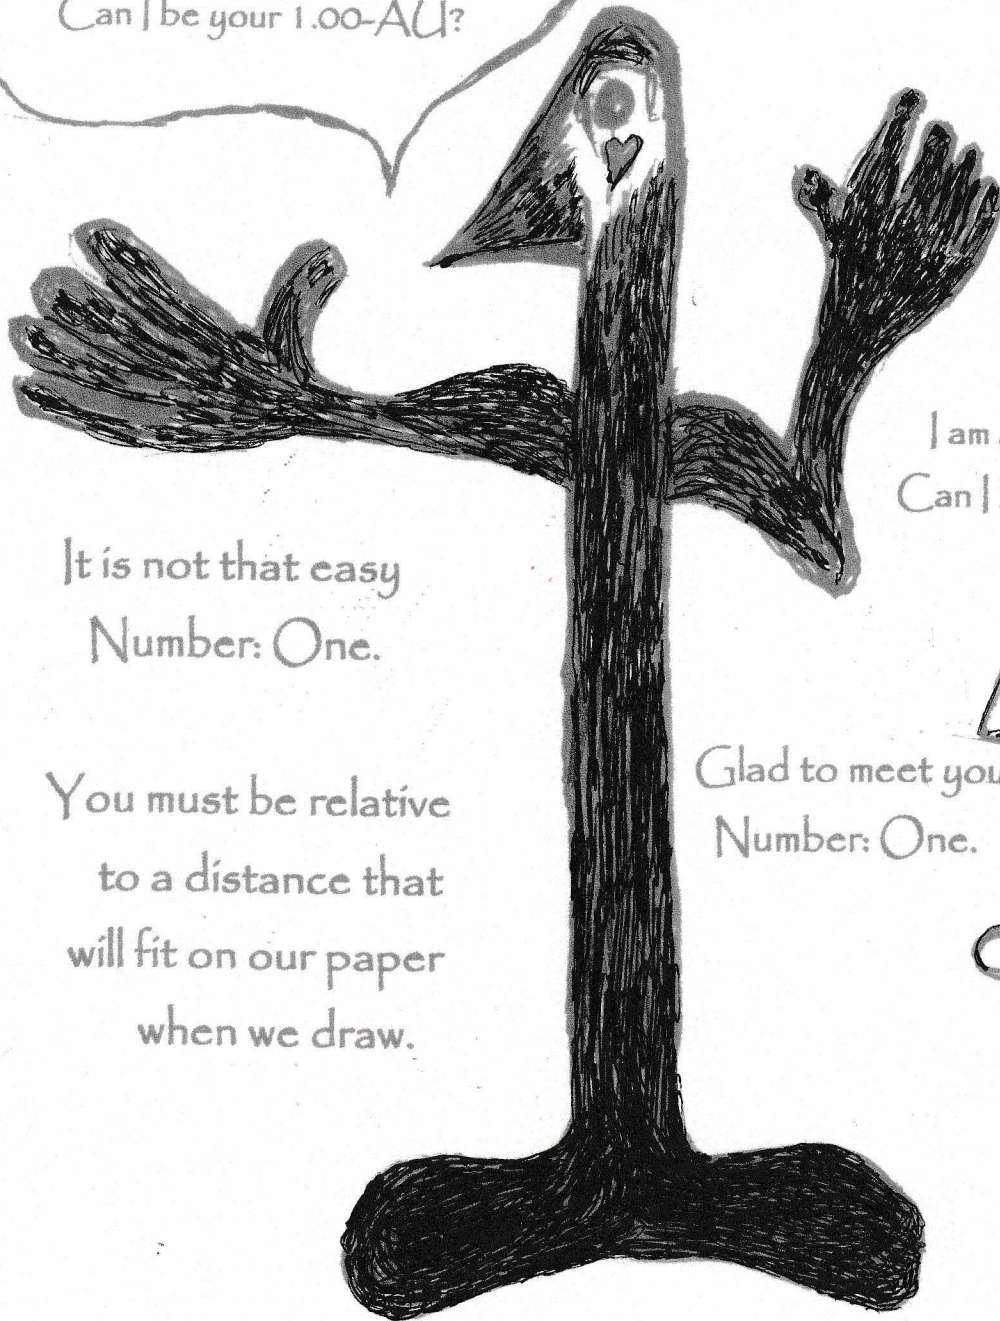 Can I be your 1.00-AU?
I am
Can I
It is not that easy
Number: One.
Glad to meet you
Number: One.
You must be relative
to a distance that
will fit on our paper
when we draw.